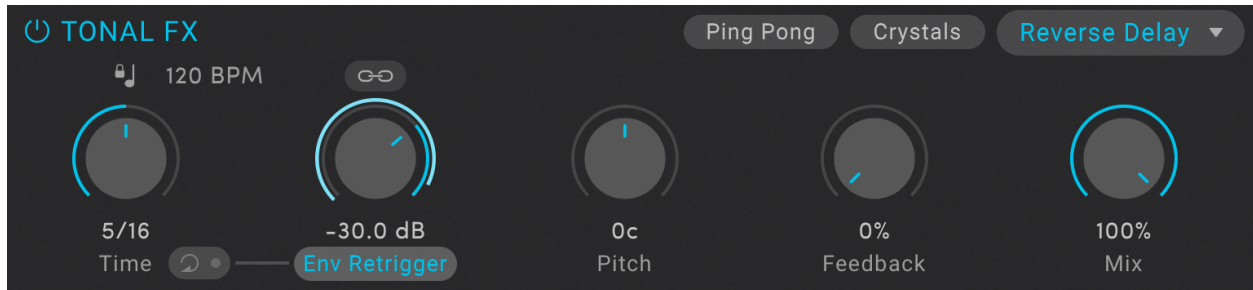 TONAL FX
Ping Pong
Crystals
Reverse Delay
120 BPM
5/16
-30.0 dB
0c
0%
100%
Time
Env Retrigger
Pitch
Feedback
Mix